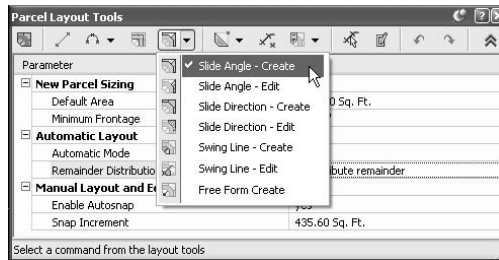 Parcel Layout Tools
Slide Angle - Create
Slide Angle - Edit
Slide Direction - Create
Slide Direction - Edit
Swing Line - Create
Swing Line - Edit
Free Form Create
Parameter
New Parcel Sizing
Default Area 0 Sq. Ft.
Minimum Frontage
Automatic Layout
Automatic Mode
Remainder Distributio ibute remainder
Manual Layout and Ed
Enable Autosnap yes
Snap Increment 435.60 Sq. Ft.
Select a command from the layout tools